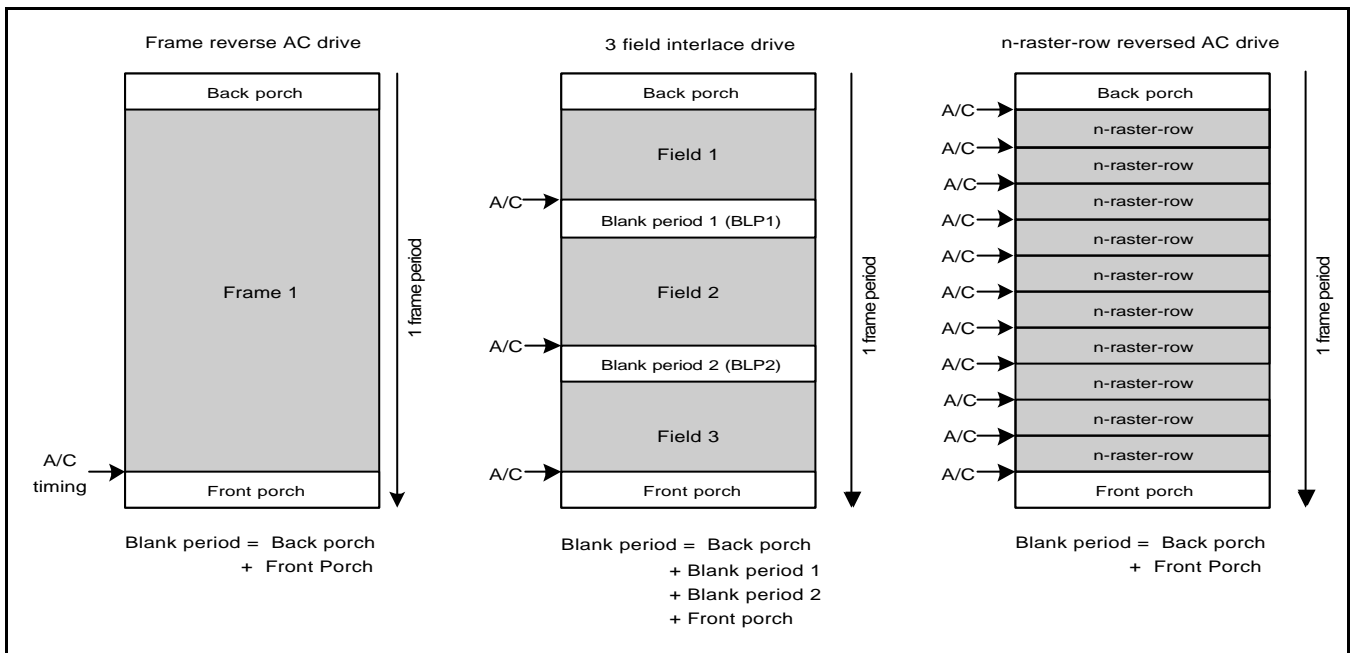 Frame reverse AC drive
Back porch
Frame 1
A/C
timing
Front porch
1 frame period
Blank period = Back porch
+ Front Porch
3 field interlace drive
Back porch
Field 1
A/C
Blank period 1 (BLP1)
Field 2
A/C
Blank period 2 (BLP2)
Field 3
A/C
Front porch
1 frame period
Blank period = Back porch
+ Blank period 1
+ Blank period 2
+ Front porch
n-raster-row reversed AC drive
Back porch
A/C
n-raster-row
A/C
n-raster-row
A/C
n-raster-row
A/C
n-raster-row
A/C
n-raster-row
A/C
n-raster-row
A/C
n-raster-row
A/C
n-raster-row
A/C
n-raster-row
A/C
n-raster-row
A/C
Front porch
1 frame period
Blank period = Back porch
+ Front Porch